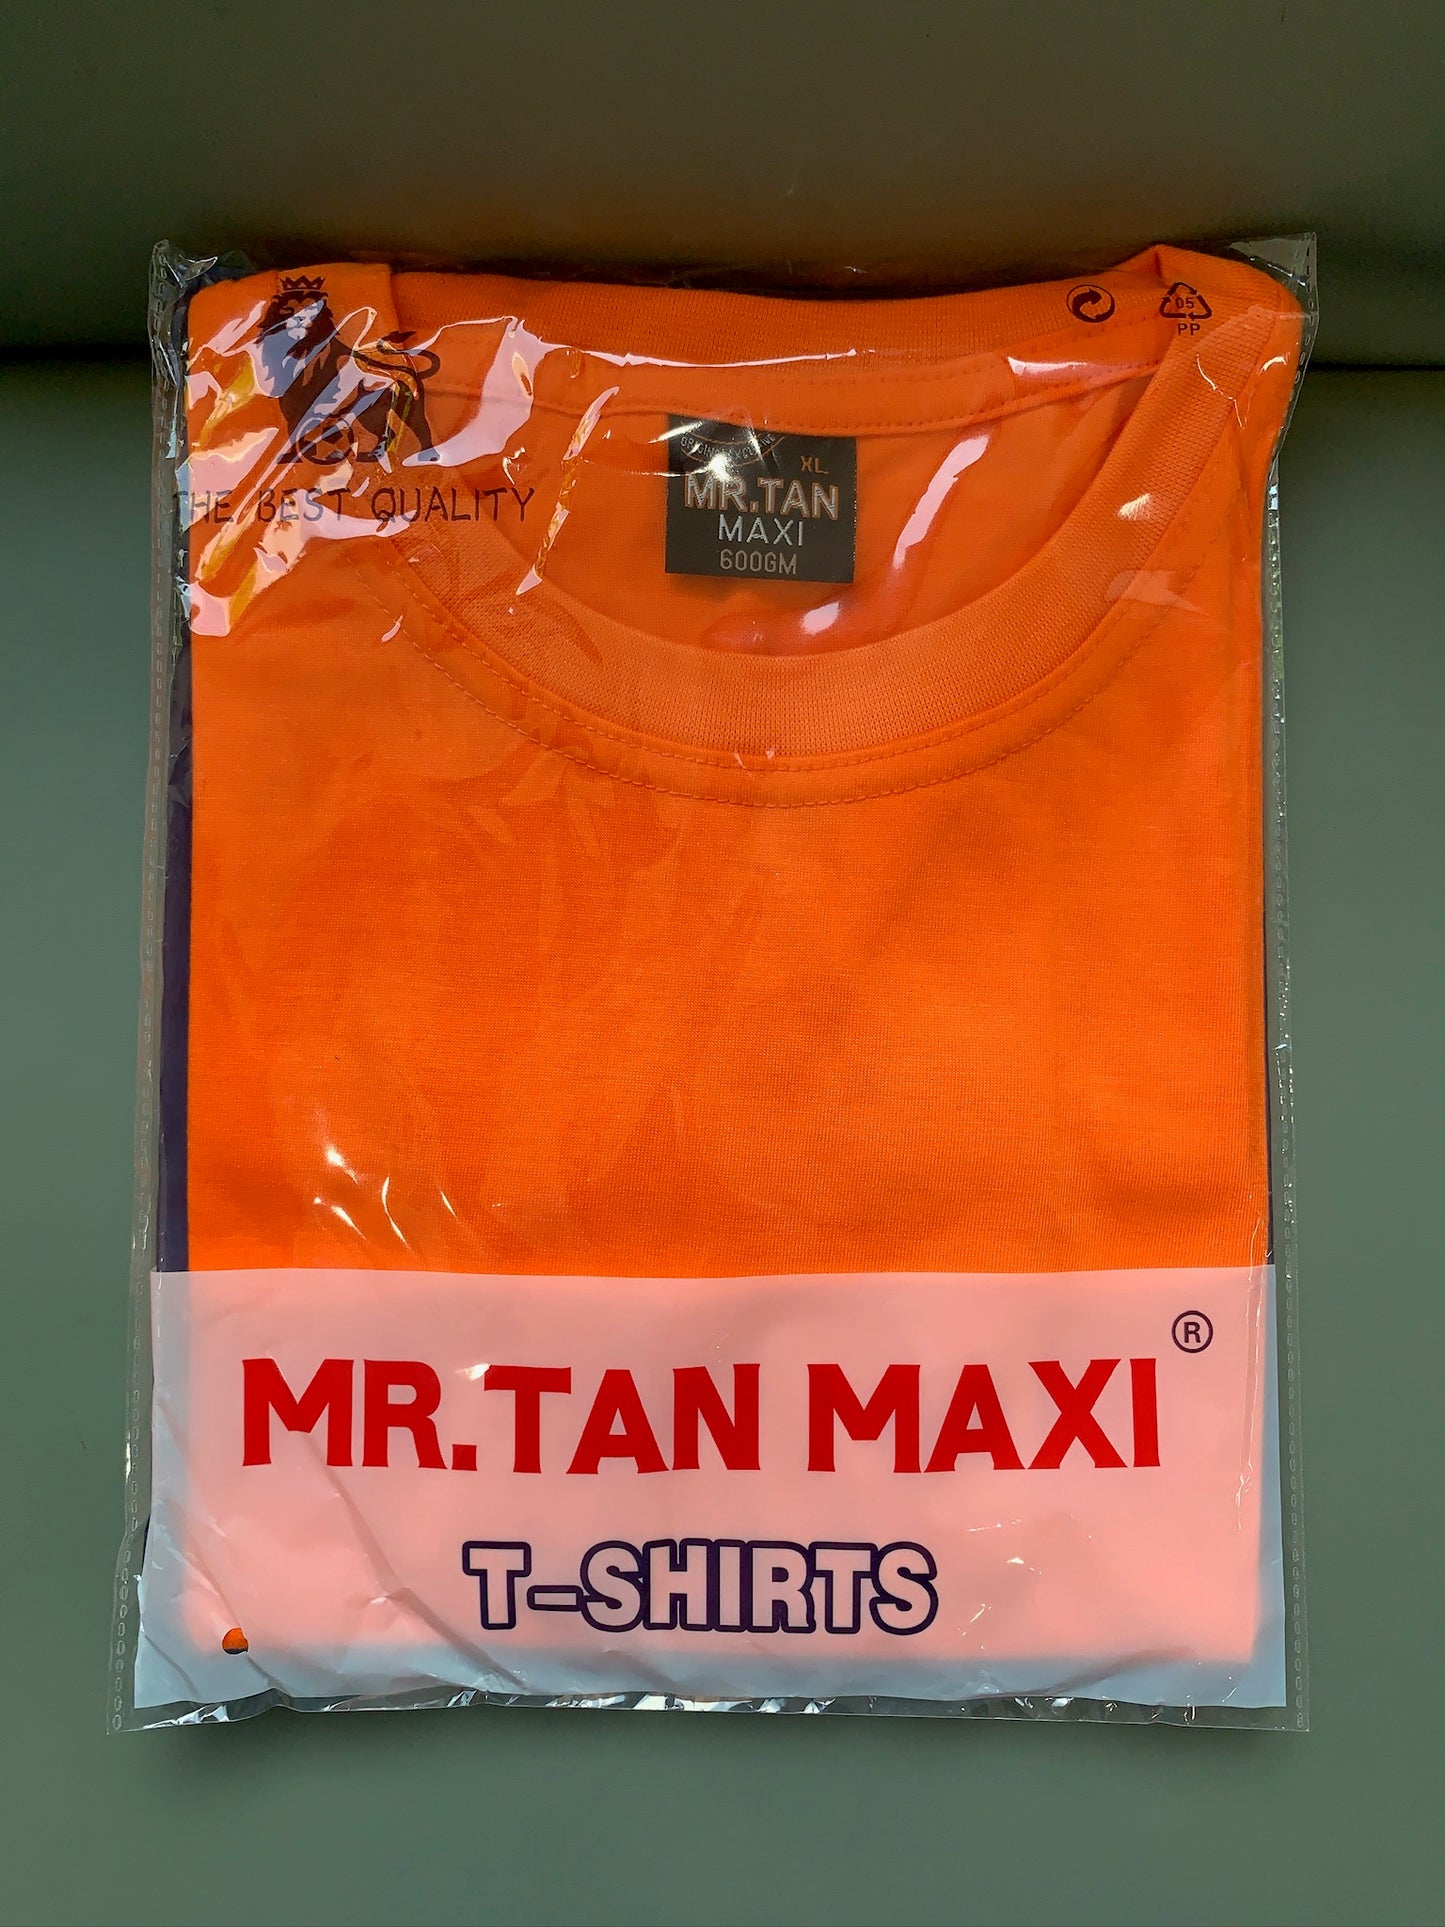 05
PP
THE BEST QUALITY
XL
MR.TAN
MAXI
600GM
MR.TAN MAXI ®
T-SHIRTS